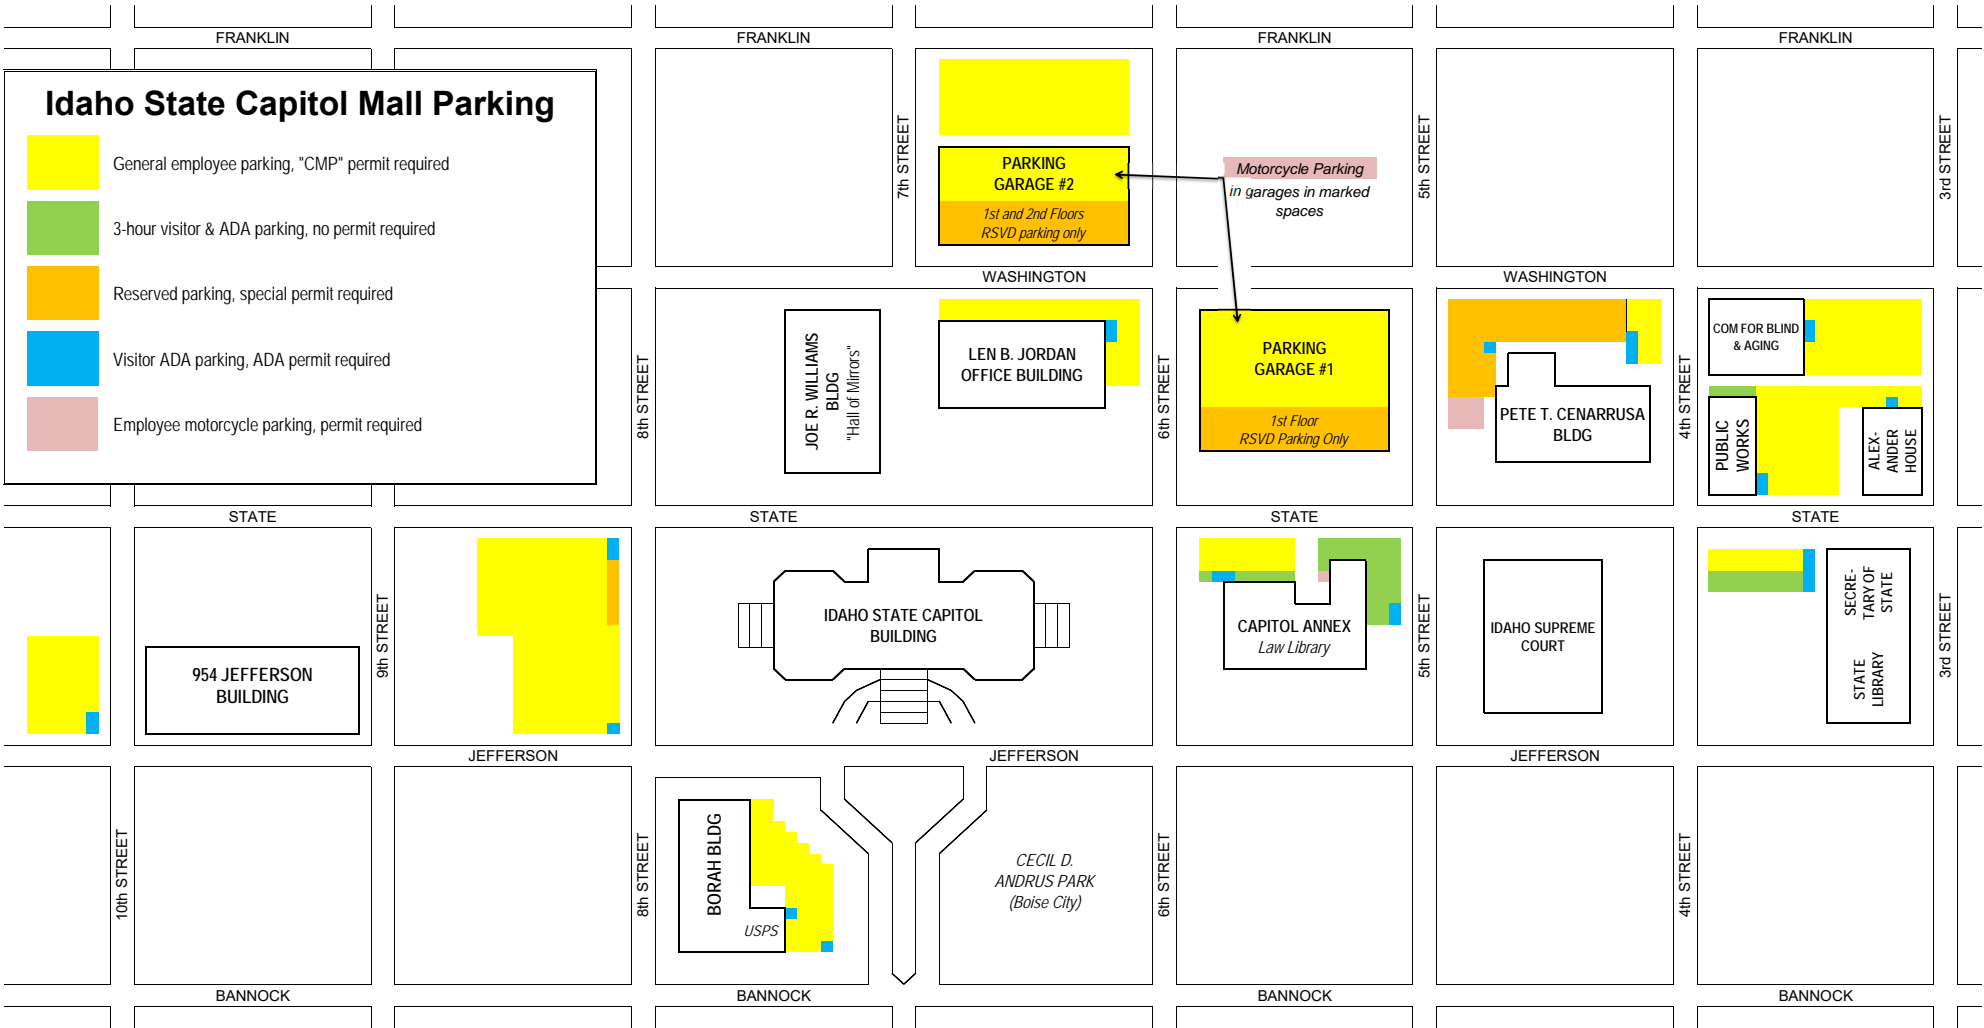 FRANKLIN
FRANKLIN
FRANKLIN
FRANKLIN
Idaho State Capitol Mall Parking
General employee parking, "CMP" permit required
3-hour visitor & ADA parking, no permit required
Reserved parking, special permit required
Visitor ADA parking, ADA permit required
Employee motorcycle parking, permit required
7th STREET
PARKING
GARAGE #2
1st and 2nd Floors
RSVD parking only
Motorcycle Parking
in garages in marked
spaces
5th STREET
3rd STREET
WASHINGTON
WASHINGTON
8th STREET
JOE R. WILLIAMS
BLDG
"Hall of Mirrors"
LEN B. JORDAN
OFFICE BUILDING
6th STREET
PARKING
GARAGE #1
1st Floor
RSVD Parking Only
PETE T. CENARRUSA
BLDG
4th STREET
COM FOR BLIND
& AGING
PUBLIC
WORKS
ALEX-
ANDER
HOUSE
STATE
STATE
STATE
STATE
954 JEFFERSON
BUILDING
9th STREET
IDAHO STATE CAPITOL
BUILDING
CAPITOL ANNEX
Law Library
5th STREET
IDAHO SUPREME
COURT
SECRE-
TARY OF
STATE
STATE
LIBRARY
3rd STREET
JEFFERSON
JEFFERSON
JEFFERSON
10th STREET
8th STREET
BORAH BLDG
USPS
CECIL D.
ANDRUS PARK
(Boise City)
6th STREET
4th STREET
BANNOCK
BANNOCK
BANNOCK
BANNOCK